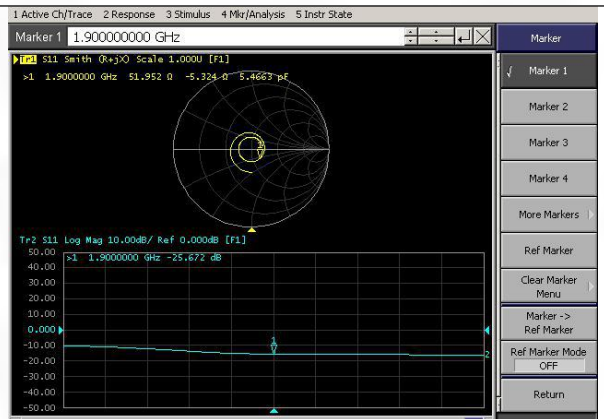 1 Active Ch/Trace 2 Response 3 Stimulus 4 Mkr/Analysis 5 Instr State
Marker 1 1.900000000 GHz
Marker
Tr1 S11 Smith (R+jX) Scale 1.000U [F1]
>1 1.9000000 GHz 51.952 Ω -5.324 Ω 5.4663 pF
√ Marker 1
Marker 2
Marker 3
Marker 4
More Markers
Ref Marker
Clear Marker
Menu
Marker ->
Ref Marker
Ref Marker Mode
OFF
Return
Tr2 S11 Log Mag 10.00dB/ Ref 0.000dB [F1]
50.00
>1 1.9000000 GHz -25.672 dB
40.00
30.00
20.00
10.00
0.000
-10.00
1
-20.00
2
-30.00
-40.00
-50.00